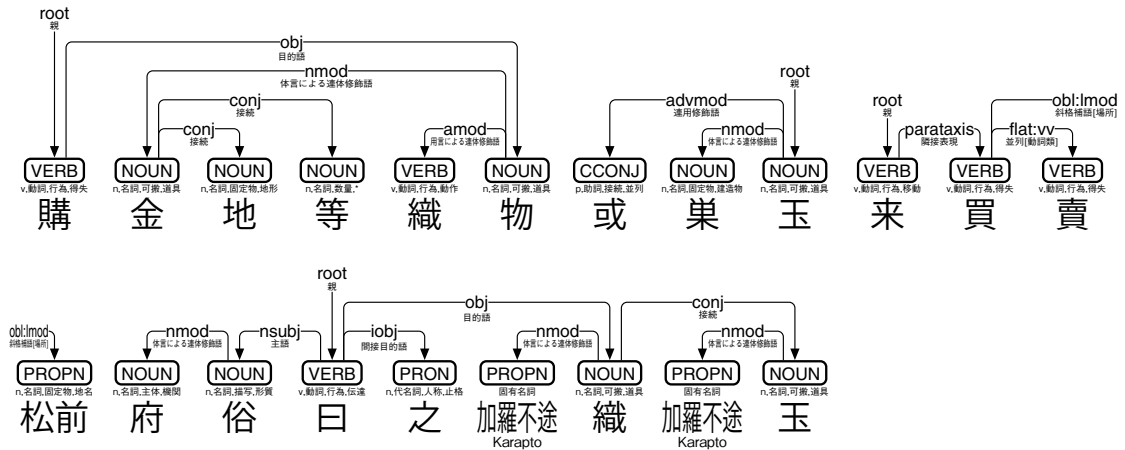 root root root
親 親 親
obj
目的語
nmod advmod obl:lmod
体言による連体修飾語 連用修飾語 斜格補語[場所]
conj parataxis flat:vv
接続 隣接表現 並列[動詞類]
conj amod nmod
接続 用言による連体修飾語 体言による連体修飾語
VERB NOUN NOUN NOUN VERB NOUN CCONJ NOUN NOUN VERB VERB VERB
v,動詞,行為,得失 n,名詞,可搬,道具 n,名詞,固定物,地形 n,名詞,数量,* v,動詞,行為,動作 n,名詞,可搬,道具 p,助詞,接続,並列 n,名詞,固定物,建造物 n,名詞,可搬,道具 v,動詞,行為,移動 v,動詞,行為,得失 v,動詞,行為,得失
購 金 地 等 織 物 或 巣 玉 来 買 賣
root
親
obj conj
目的語 接続
obl:lmod nmod nsubj iobj nmod nmod
斜格補語[場所] 体言による連体修飾語 主語 間接目的語 体言による連体修飾語 体言による連体修飾語
PROPN NOUN NOUN VERB PRON PROPN NOUN PROPN NOUN
n,名詞,固定物,地名 n,名詞,主体,機関 n,名詞,描写,形質 v,動詞,行為,伝達 n,代名詞,人称,止格 固有名詞 n,名詞,可搬,道具 固有名詞 n,名詞,可搬,道具
松前 府 俗 曰 之 加羅不途 織 加羅不途 玉
Karapto Karapto